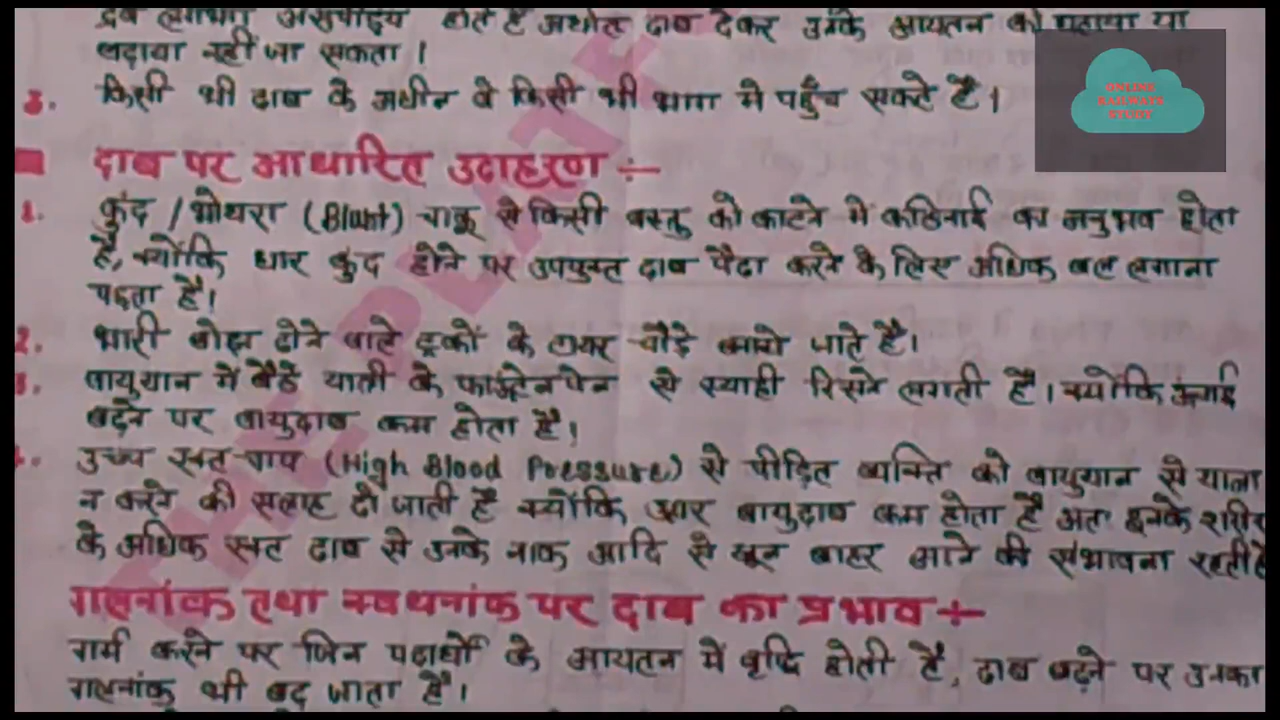 द्रव लगभग असंपीड्य होते हैं अर्थात दाब देकर उनके आयतन को घटाया या
बढ़ाया नहीं जा सकता।
3. किसी भी दाब के अधीन वे किसी भी भाग में पहुँच सकते हैं।
ONLINE
RAILWAYS
STUDY
दाब पर आधारित उदाहरण :-
1. कुंद / भोथरा (Blunt) चाकू से किसी वस्तु को काटने में कठिनाई का अनुभव होता
है, क्योंकि धार कुंद होने पर उपयुक्त दाब पैदा करने के लिए अधिक बल लगाना
पड़ता है।
2. भारी बोझ ढोने वाले ट्रकों के टायर चौड़े बनाये जाते हैं।
3. वायुयान में बैठे यात्री के फाउन्टेन पेन से स्याही रिसने लगती है। क्योंकि ऊंचाई
बढ़ने पर वायुदाब कम होता है।
4. उच्च रक्त चाप (High Blood Pressure) से पीड़ित व्यक्ति को वायुयान से यात्रा
न करने की सलाह दी जाती है क्योंकि ऊपर वायुदाब कम होता है अतः इनके शरीर
के अधिक रक्त दाब से उनके नाक आदि से खून बाहर आने की संभावना रहती है
गलनांक तथा क्वथनांक पर दाब का प्रभाव :-
गर्म करने पर जिन पदार्थों के आयतन में वृद्धि होती है, दाब बढ़ने पर उनका
गलनांक भी बढ़ जाता है।